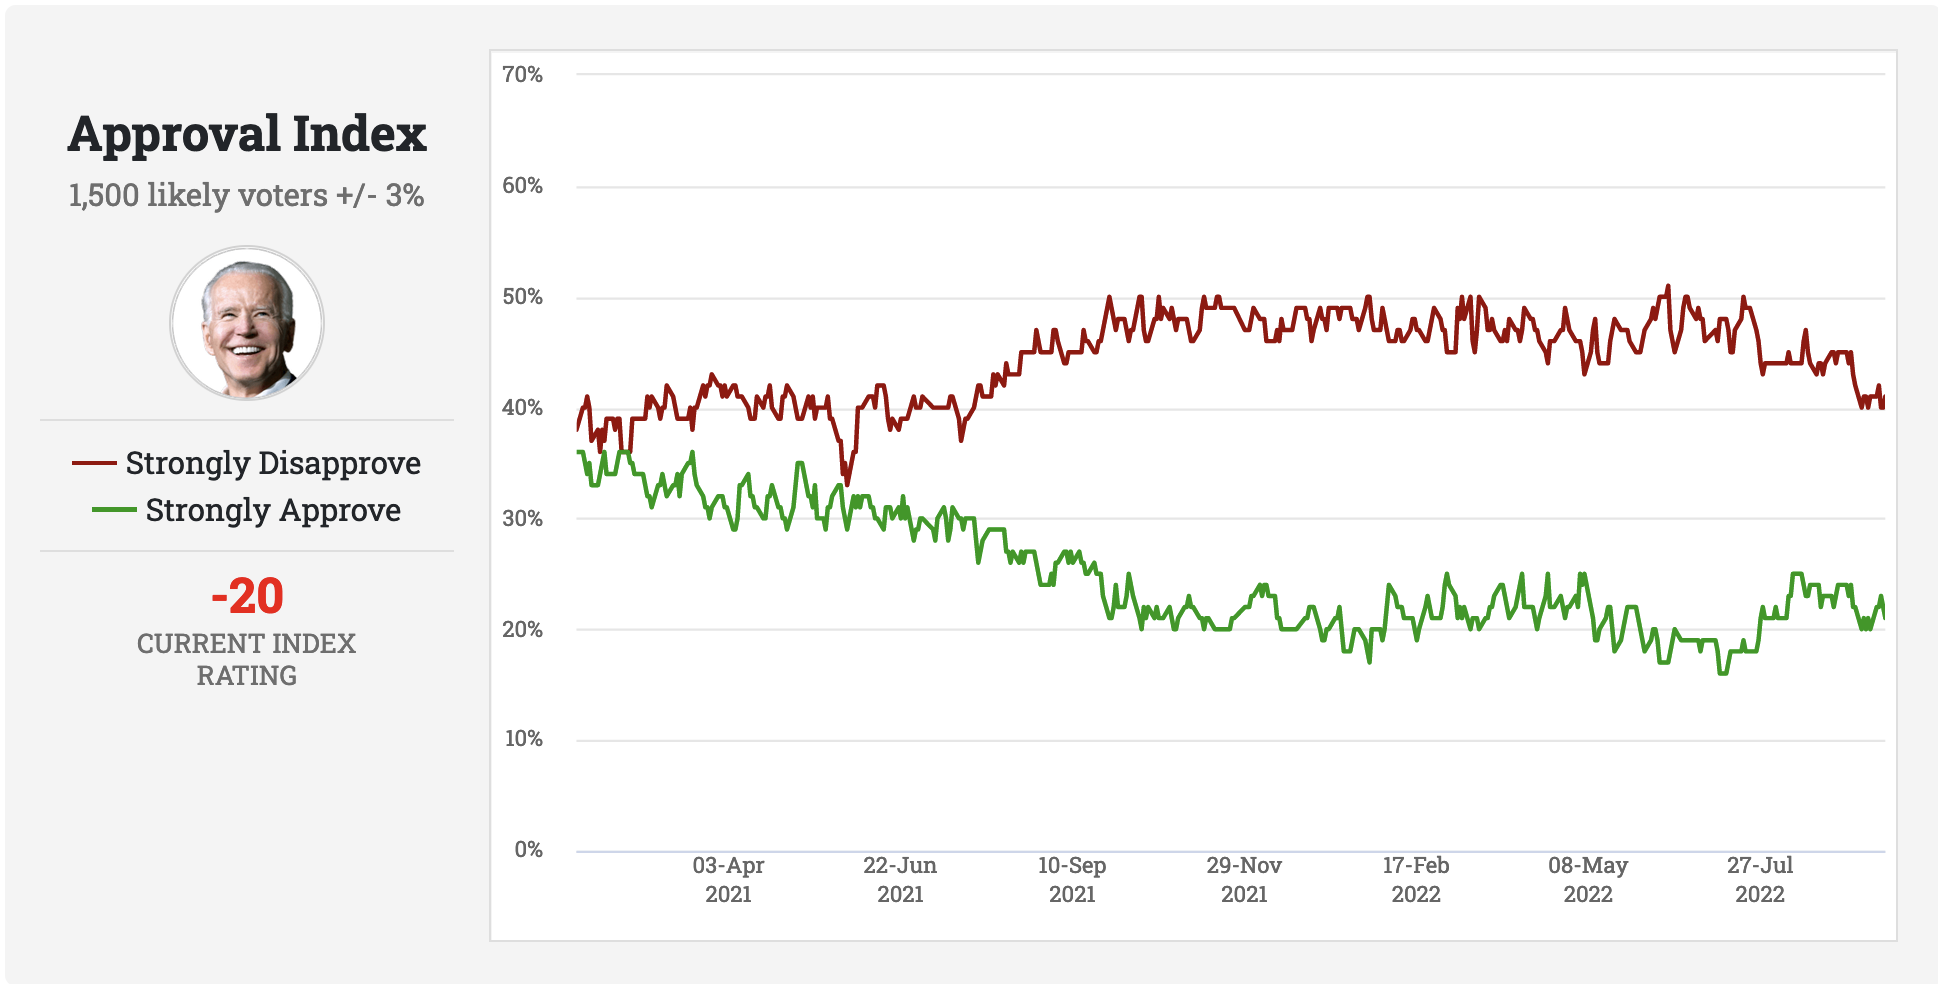 Approval Index
1,500 likely voters +/- 3%
Strongly Disapprove
Strongly Approve
-20
CURRENT INDEX
RATING
70%
60%
50%
40%
30%
20%
10%
0%
03-Apr
2021
22-Jun
2021
10-Sep
2021
29-Nov
2021
17-Feb
2022
08-May
2022
27-Jul
2022